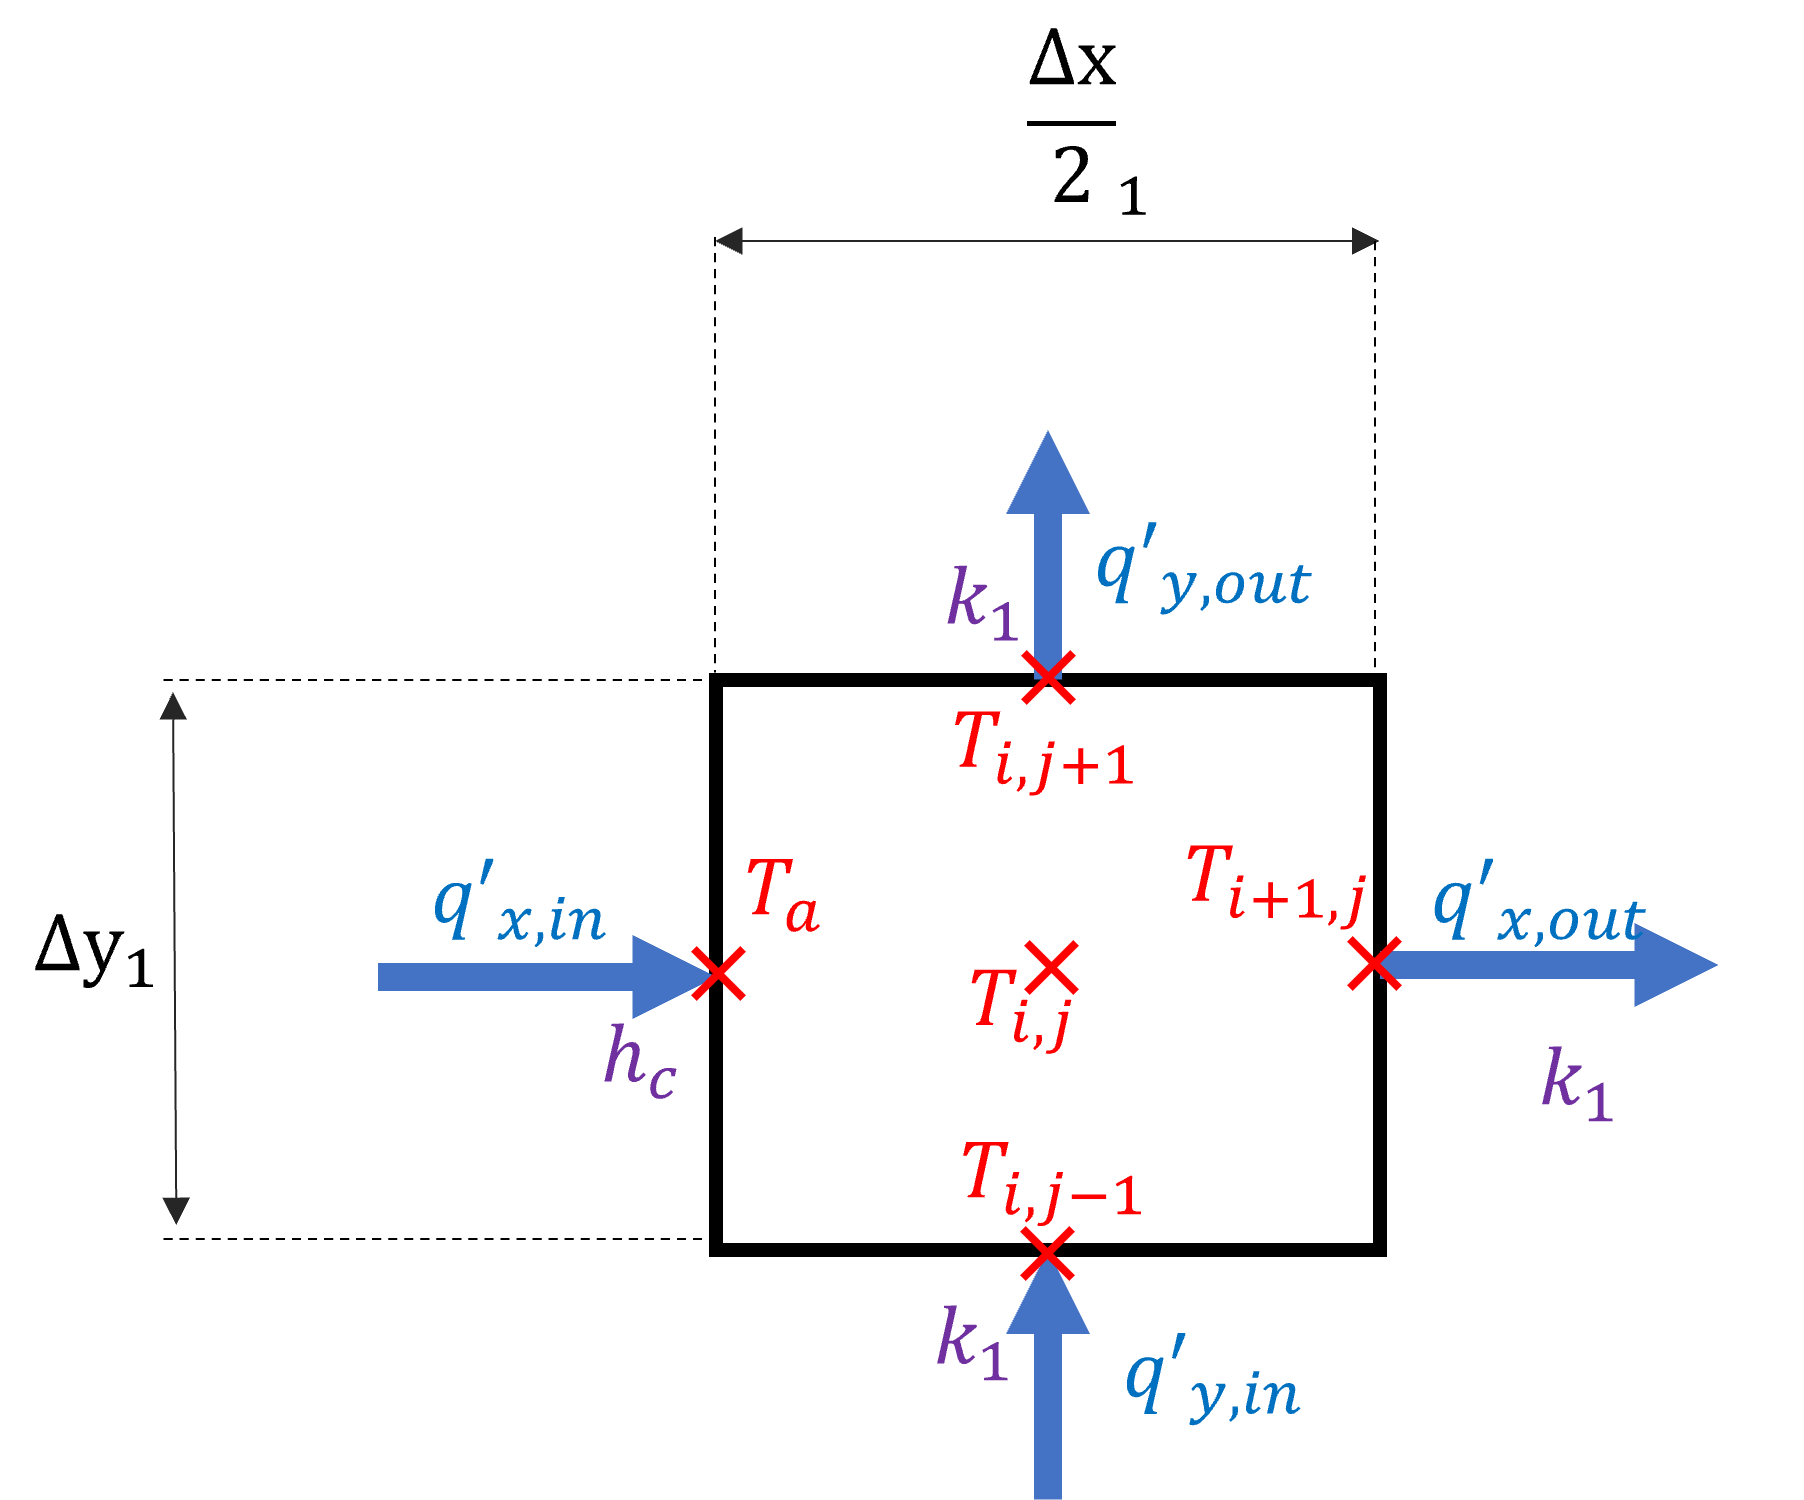 Δx
2 1
q′y,out
k1
Ti,j+1
Ta
Ti+1,j
q′x,in
q′x,out
Δy1
Ti,j
hc
k1
Ti,j−1
k1
q′y,in